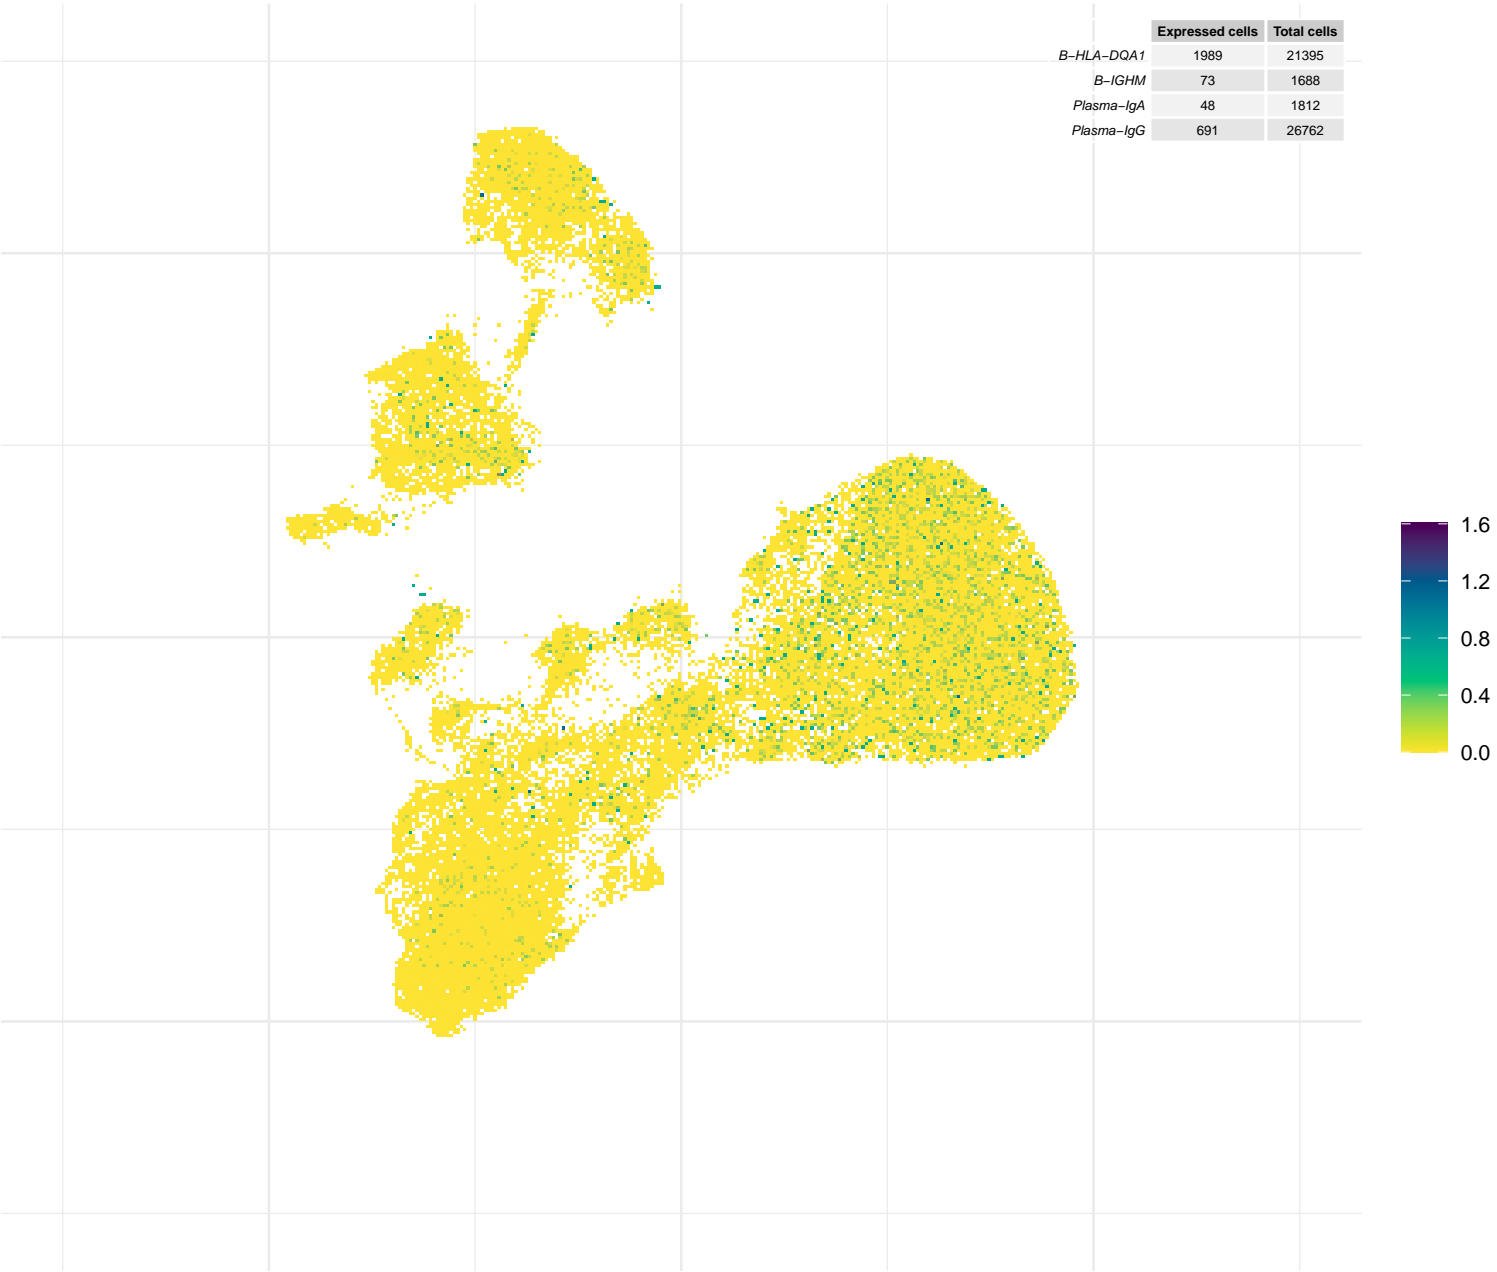 Expressed cells Total cells
B−HLA−DQA1 1989 21395
B−IGHM 73 1688
Plasma−IgA 48 1812
Plasma−IgG 691 26762
1.6
1.2
0.8
0.4
0.0